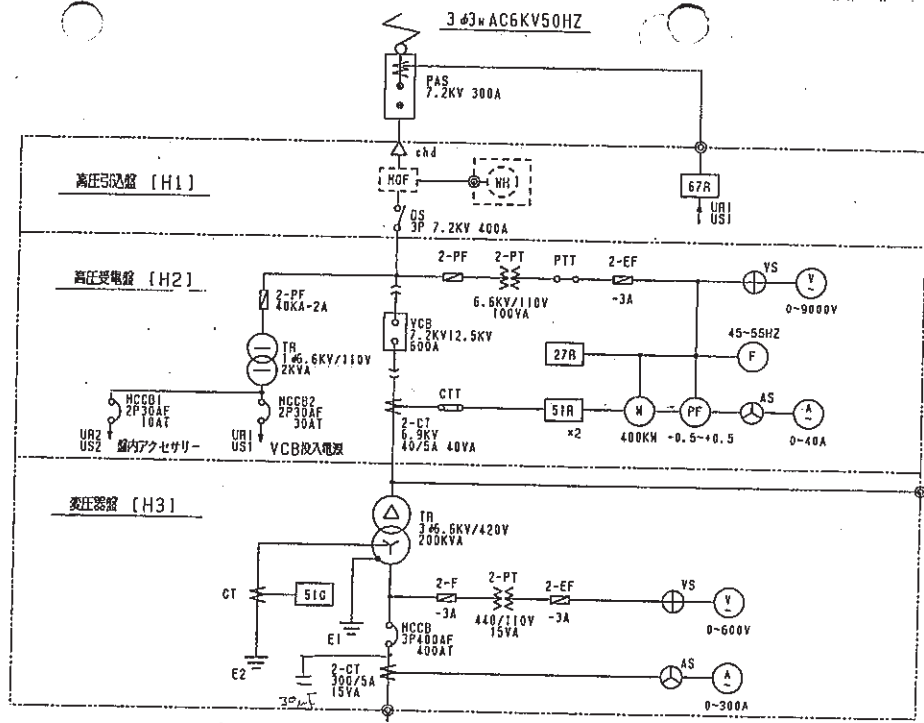 3φ3W AC6KV50HZ
PAS
7.2KV 300A
chd
高圧引込盤 [H1]
MOF
WH
67R
UR1
US1
DS
3P 7.2KV 400A
高圧受電盤 [H2]
2-PF
40KA-2A
2-PF
2-PT
PTT
2-EF
VS
V
6.6KV/110V
100VA
-3A
0~9000V
VCB
7.2KV12.5KV
600A
TR
1φ6.6KV/110V
2KVA
27R
45~55HZ
F
MCCB1
2P30AF
10AT
MCCB2
2P30AF
30AT
CTT
51R
×2
W
400KW
PF
-0.5~+0.5
AS
A
0~40A
2-CT
6.9KV
40/5A 40VA
UR2
US2
盤内アクセサリー
UR1
US1
VCB投入電源
変圧器盤 [H3]
TR
3φ6.6KV/420V
200KVA
CT
51G
E1
E2
2-F
-3A
2-PT
440/110V
15VA
2-EF
-3A
VS
V
0~600V
MCCB
3P400AF
400AT
2-CT
300/5A
15VA
AS
A
0~300A